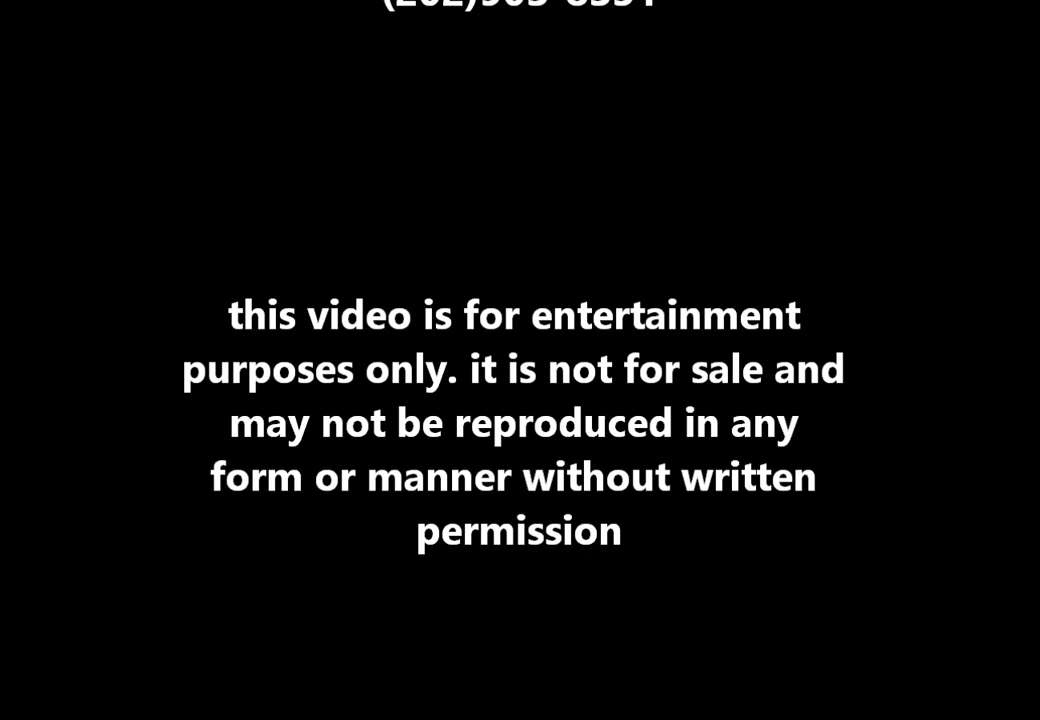 this video is for entertainment
purposes only. it is not for sale and
may not be reproduced in any
form or manner without written
permission